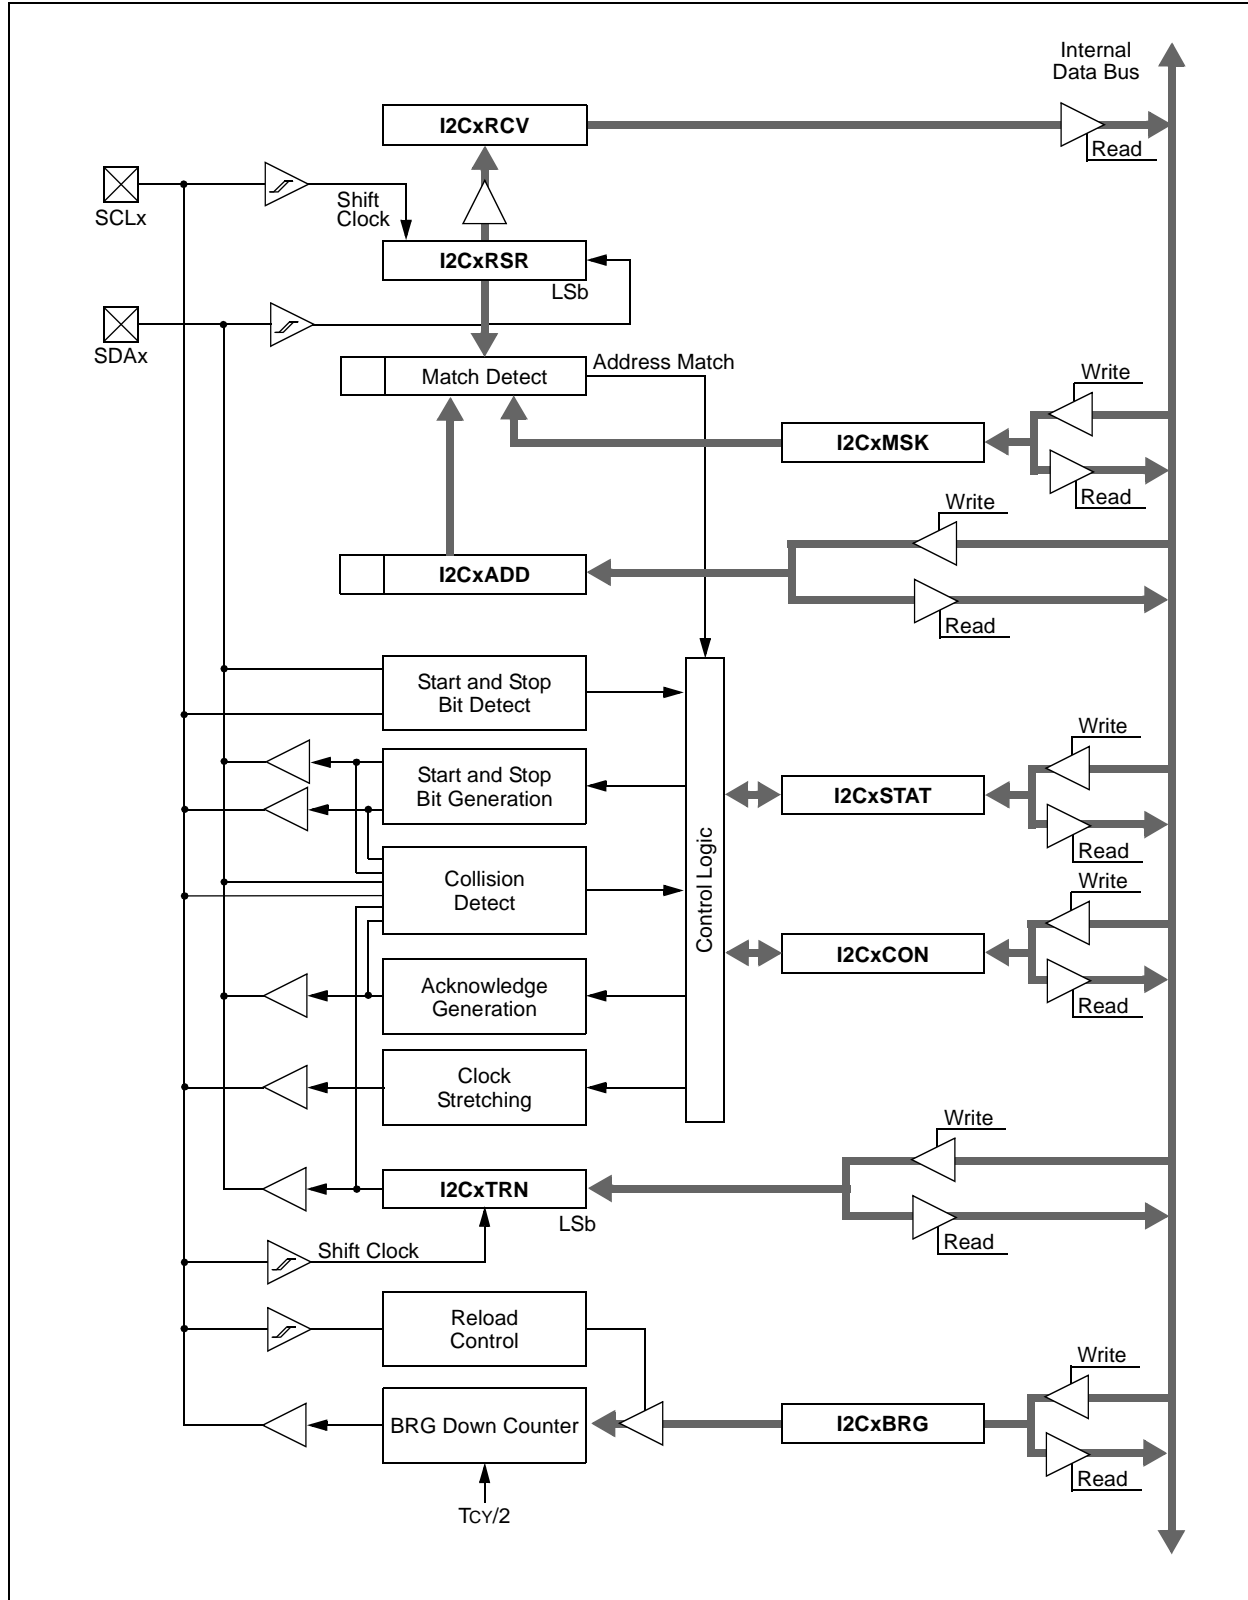 Internal
Data Bus
I2CxRCV
Read
SCLx
Shift
Clock
I2CxRSR
LSb
SDAx
Match Detect
Address Match
Write
I2CxMSK
Read
Write
I2CxADD
Read
Start and Stop
Bit Detect
Write
Start and Stop
Bit Generation
I2CxSTAT
Read
Control Logic
Collision
Detect
Write
I2CxCON
Read
Acknowledge
Generation
Clock
Stretching
Write
I2CxTRN
LSb
Read
Shift Clock
Reload
Control
Write
BRG Down Counter
I2CxBRG
Read
TCY/2